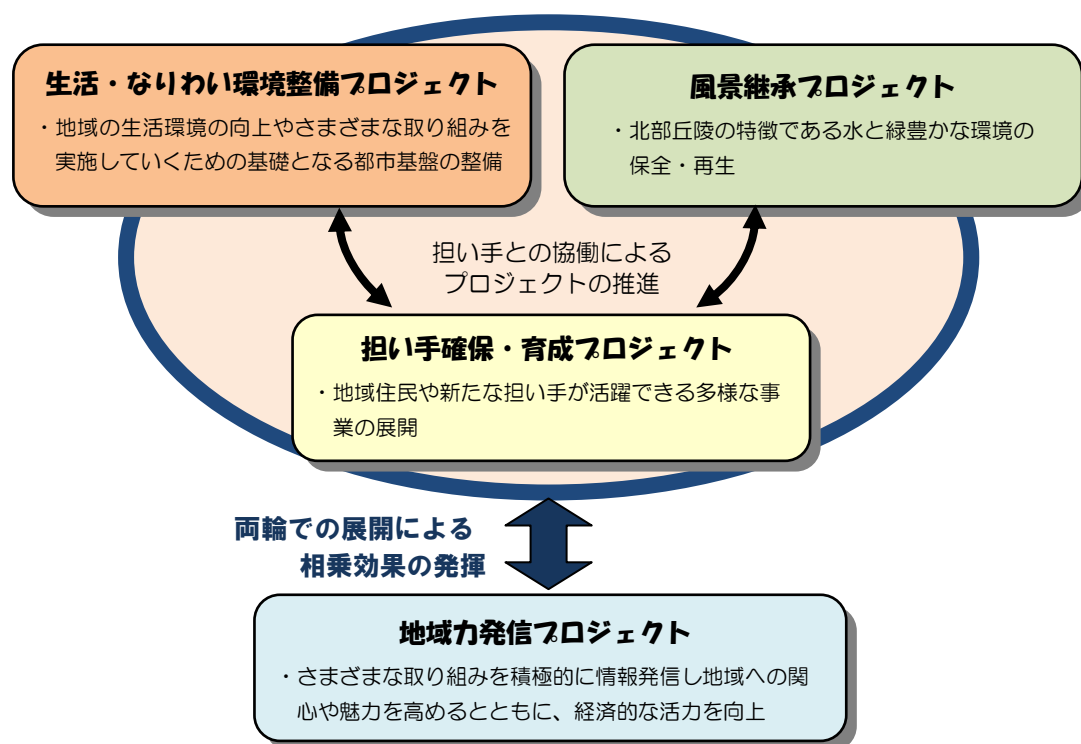 生活・なりわい環境整備プロジェクト
・地域の生活環境の向上やさまざまな取り組みを
実施していくための基礎となる都市基盤の整備
風景継承プロジェクト
・北部丘陵の特徴である水と緑豊かな環境の
保全・再生
担い手との協働による
プロジェクトの推進
担い手確保・育成プロジェクト
・地域住民や新たな担い手が活躍できる多様な事
業の展開
両輪での展開による
相乗効果の発揮
地域力発信プロジェクト
・さまざまな取り組みを積極的に情報発信し地域への関
心や魅力を高めるとともに、経済的な活力を向上